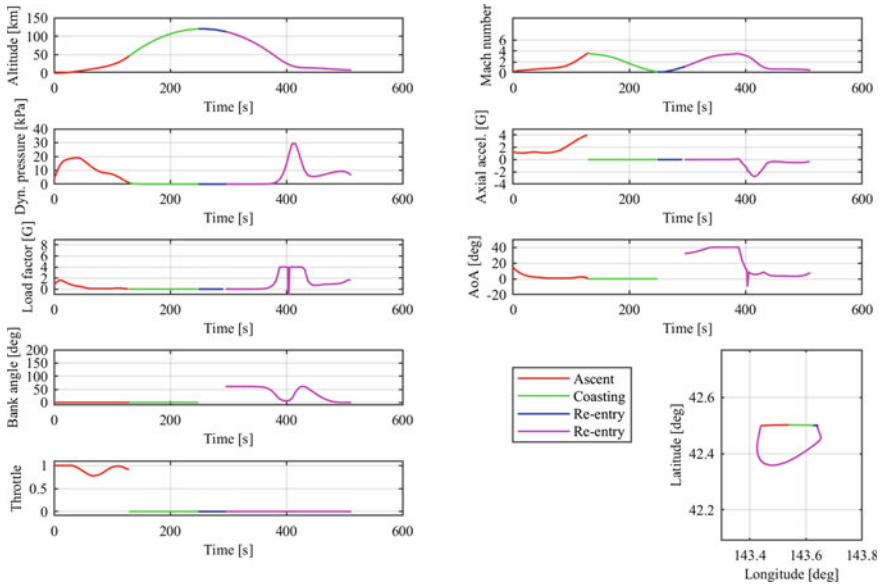 Altitude [km]
150
100
50
0
0 200 400 600
Time [s]
Mach number
6
4
2
0
0 200 400 600
Time [s]
Dyn. pressure [kPa]
40
30
20
10
0
0 200 400 600
Time [s]
Axial accel. [G]
4
2
0
-2
-4
0 200 400 600
Time [s]
Load factor [G]
8
6
4
2
0
0 200 400 600
Time [s]
AoA [deg]
40
20
0
-20
0 200 400 600
Time [s]
Bank angle [deg]
200
150
100
50
0
0 200 400 600
Time [s]
Ascent
Coasting
Re-entry
Re-entry
Latitude [deg]
42.6
42.4
42.2
143.4 143.6 143.8
Longitude [deg]
Throttle
1
0.5
0
0 200 400 600
Time [s]